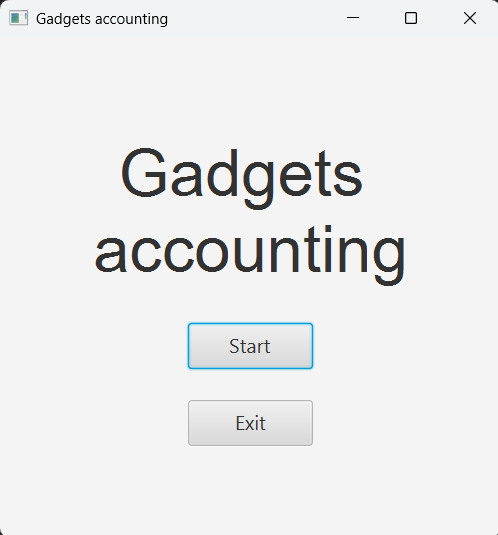 Gadgets accounting
Gadgets
accounting
Start
Exit